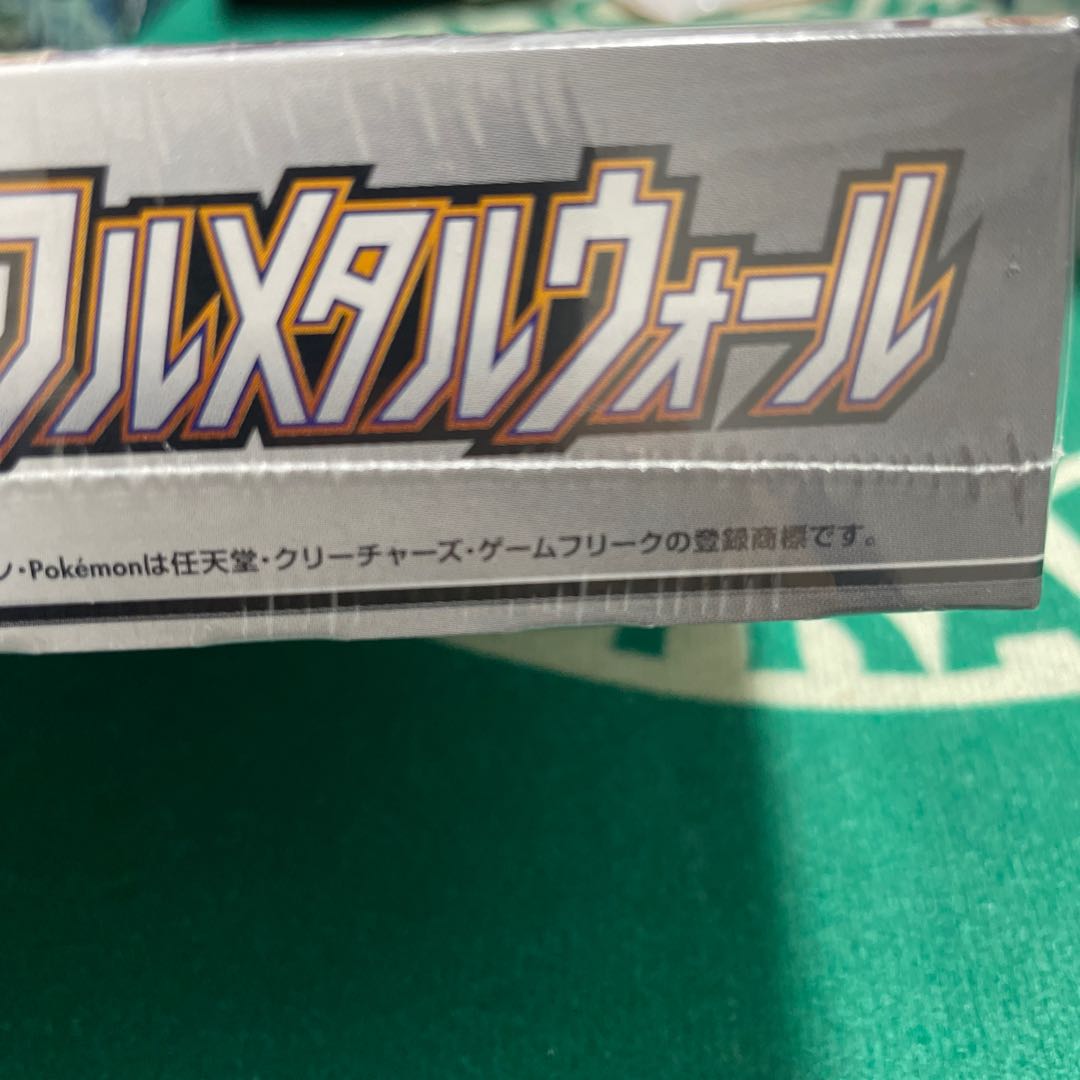 フルメタルウォール
ン・Pokémonは任天堂・クリーチャーズ・ゲームフリークの登録商標です。